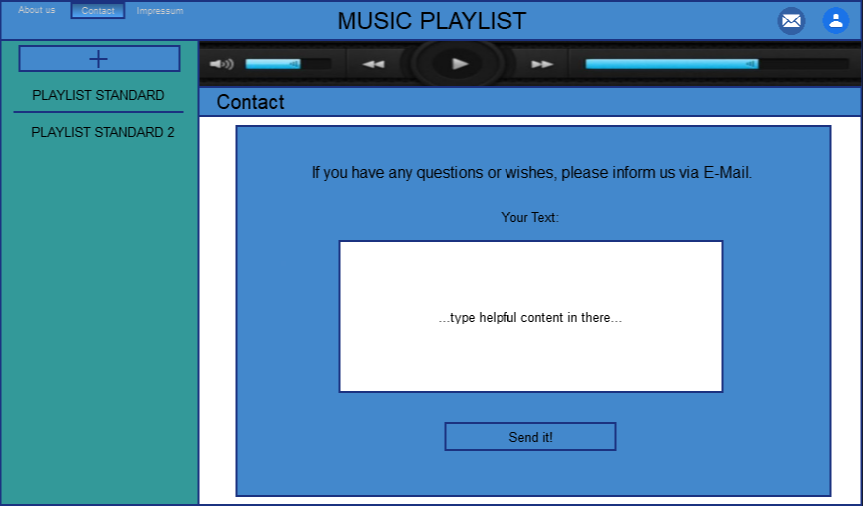 About us
Contact
Impressum
MUSIC PLAYLIST
PLAYLIST STANDARD
PLAYLIST STANDARD 2
Contact
If you have any questions or wishes, please inform us via E-Mail.
Your Text:
...type helpful content in there...
Send it!